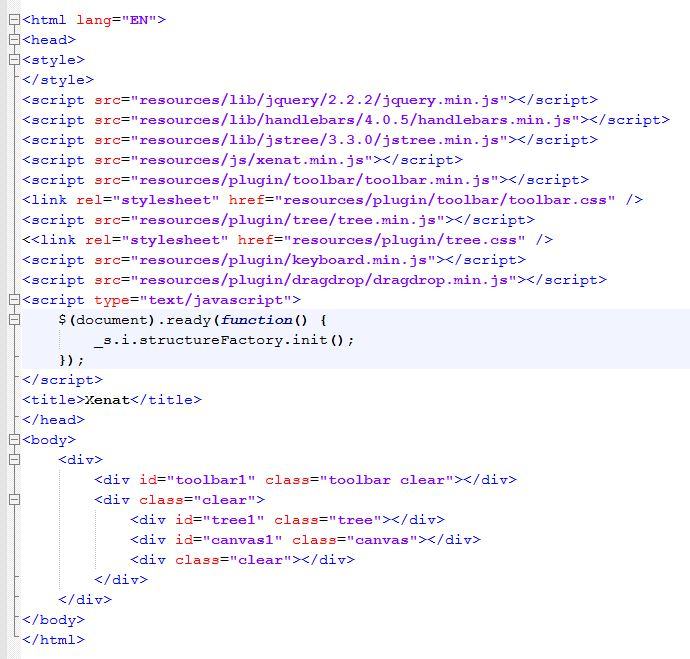 <html lang="EN">
<head>
<style>
</style>
<script src="resources/lib/jquery/2.2.2/jquery.min.js"></script>
<script src="resources/lib/handlebars/4.0.5/handlebars.min.js"></script>
<script src="resources/lib/jstree/3.3.0/jstree.min.js"></script>
<script src="resources/js/xenat.min.js"></script>
<script src="resources/plugin/toolbar/toolbar.min.js"></script>
<link rel="stylesheet" href="resources/plugin/toolbar/toolbar.css" />
<script src="resources/plugin/tree/tree.min.js"></script>
<<link rel="stylesheet" href="resources/plugin/tree.css" />
<script src="resources/plugin/keyboard.min.js"></script>
<script src="resources/plugin/dragdrop/dragdrop.min.js"></script>
<script type="text/javascript">
    $(document).ready(function() {
        _s.i.structureFactory.init();
    });
</script>
<title>Xenat</title>
</head>
<body>
    <div>
        <div id="toolbar1" class="toolbar clear"></div>
        <div class="clear">
            <div id="tree1" class="tree"></div>
            <div id="canvas1" class="canvas"></div>
            <div class="clear"></div>
        </div>
    </div>
</body>
</html>